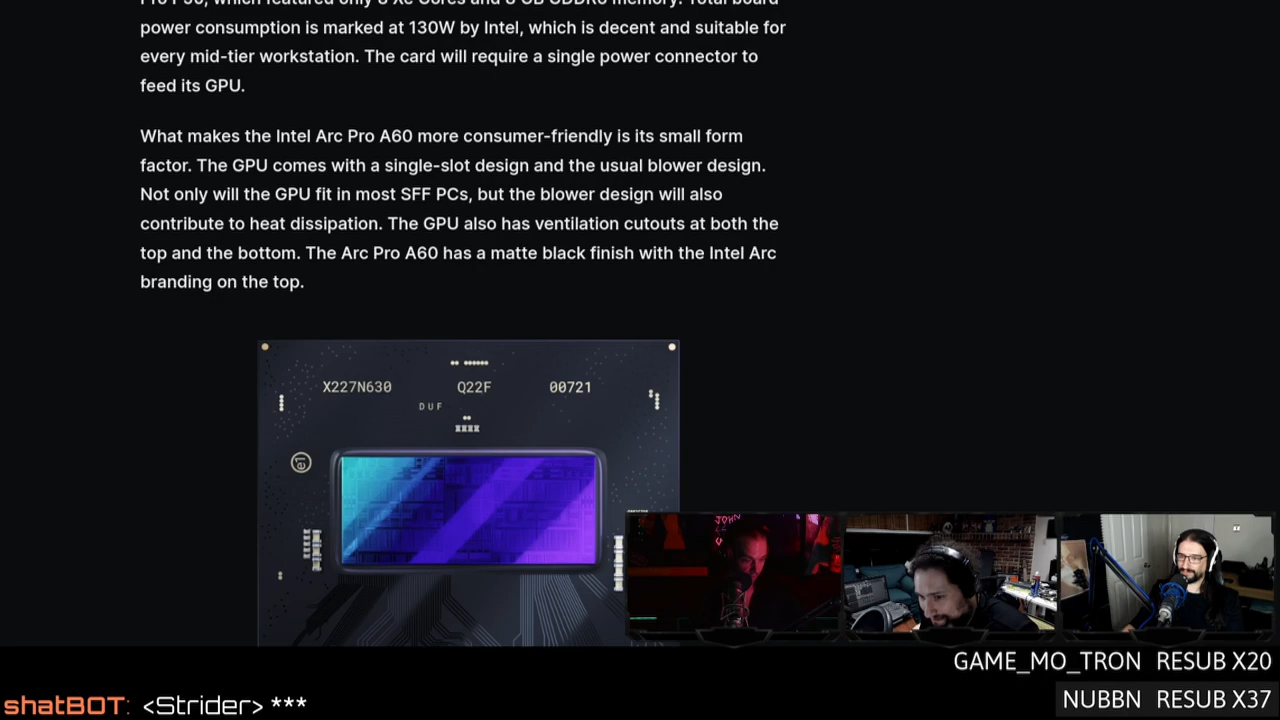 power consumption is marked at 130W by Intel, which is decent and suitable for
every mid-tier workstation. The card will require a single power connector to
feed its GPU.
What makes the Intel Arc Pro A60 more consumer-friendly is its small form
factor. The GPU comes with a single-slot design and the usual blower design.
Not only will the GPU fit in most SFF PCs, but the blower design will also
contribute to heat dissipation. The GPU also has ventilation cutouts at both the
top and the bottom. The Arc Pro A60 has a matte black finish with the Intel Arc
branding on the top.
X227N630 Q22F 00721
DUF
e1
JOHN
GAME_MO_TRON RESUB X20
NUBBN RESUB X37
shatBOT: <Strider> ***